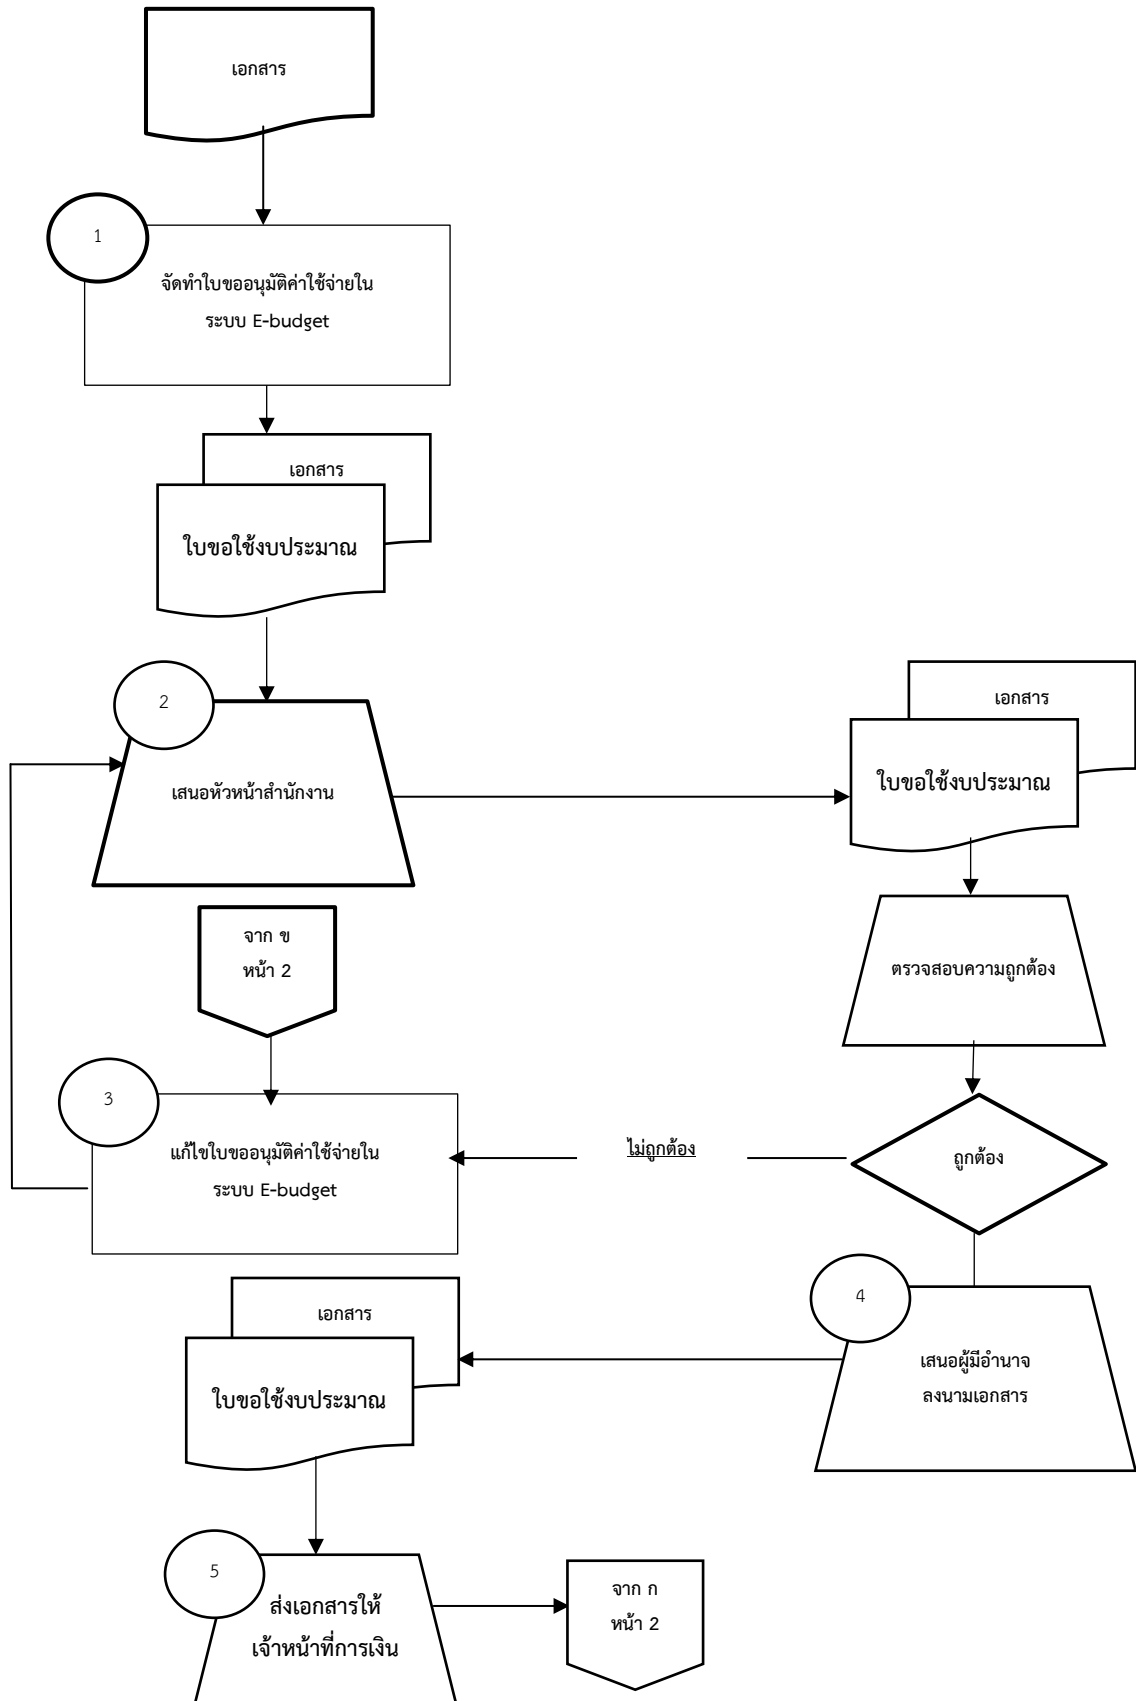 เอกสาร
1
จัดทำใบขออนุมัติค่าใช้จ่ายใน
ระบบ E-budget
เอกสาร
ใบขอใช้งบประมาณ
2
เสนอหัวหน้าสำนักงาน
เอกสาร
ใบขอใช้งบประมาณ
ตรวจสอบความถูกต้อง
จาก ข
หน้า 2
3
แก้ไขใบขออนุมัติค่าใช้จ่ายใน
ระบบ E-budget
ไม่ถูกต้อง
ถูกต้อง
4
เสนอผู้มีอำนาจ
ลงนามเอกสาร
เอกสาร
ใบขอใช้งบประมาณ
5
ส่งเอกสารให้
เจ้าหน้าที่การเงิน
จาก ก
หน้า 2